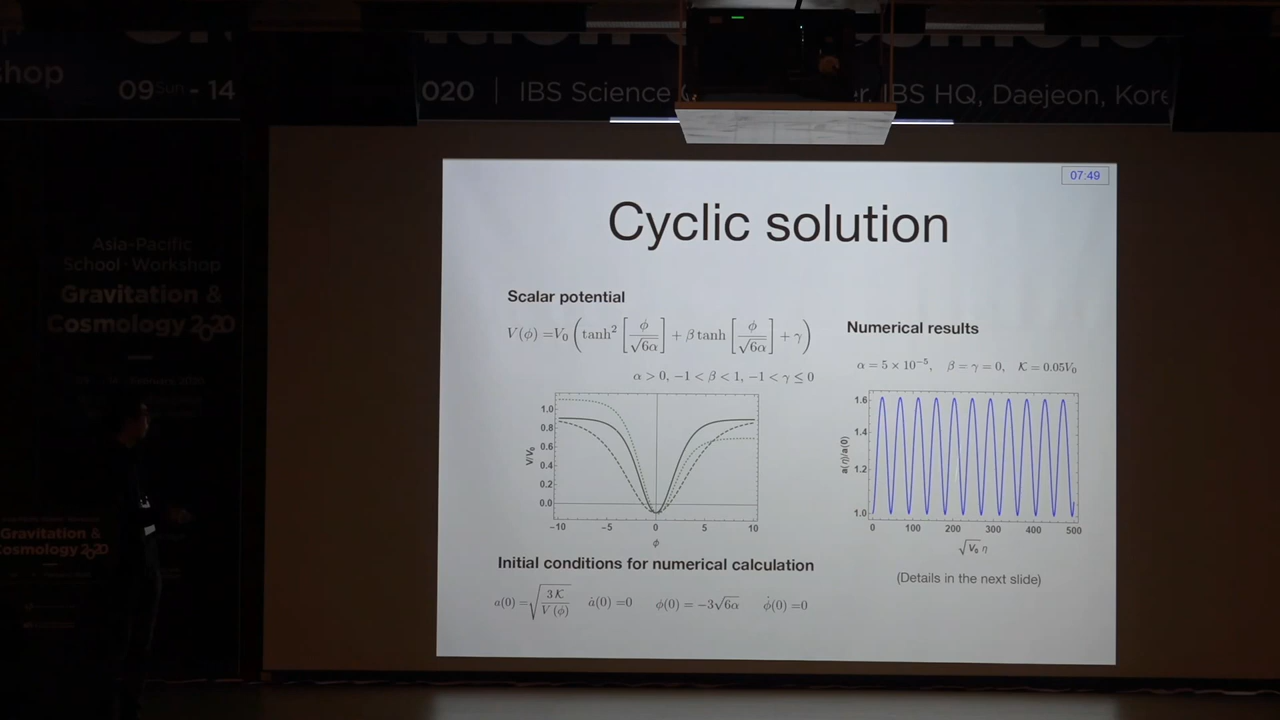 hop
09Sun - 14
020 | IBS Science
er, IBS HQ, Daejeon, Kore
Asia-Pacific
School·Workshop
Gravitation &
Cosmology 2020
Gravitation &
Cosmology 2020
07:49
Cyclic solution
Scalar potential
V(ϕ) =V₀ ( tanh² [ ϕ / √6α ] + β tanh [ ϕ / √6α ] + γ )
α > 0, −1 < β < 1, −1 < γ ≤ 0
1.0
0.8
0.6
0.4
0.2
0.0
V/V₀
−10 −5 0 5 10
ϕ
Initial conditions for numerical calculation
a(0) = √( 3𝒦 / V(ϕ) ) ȧ(0) =0 ϕ(0) = −3√6α ϕ̇(0) =0
Numerical results
α = 5 × 10⁻⁵, β = γ = 0, 𝒦 = 0.05V₀
1.6
1.4
1.2
1.0
a(η)/a(0)
0 100 200 300 400 500
√V₀ η
(Details in the next slide)